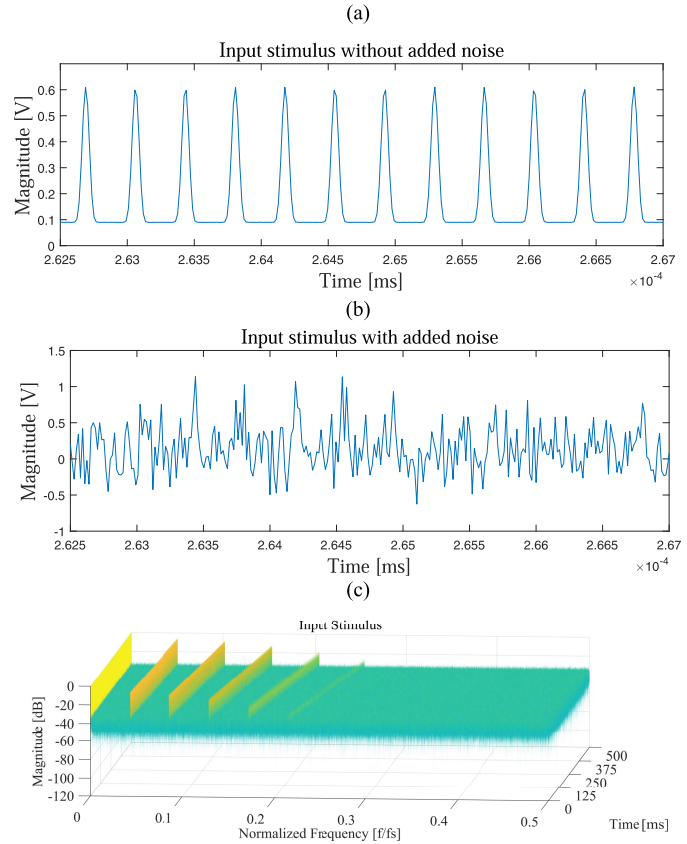 (a)
Input stimulus without added noise
Magnitude [V]
0.6
0.5
0.4
0.3
0.2
0.1
0
2.625 2.63 2.635 2.64 2.645 2.65 2.655 2.66 2.665 2.67
Time [ms]
×10⁻⁴
(b)
Input stimulus with added noise
Magnitude [V]
1.5
1
0.5
0
-0.5
-1
2.625 2.63 2.635 2.64 2.645 2.65 2.655 2.66 2.665 2.67
Time [ms]
×10⁻⁴
(c)
Input Stimulus
Magnitude [dB]
0
-20
-40
-60
-80
-100
-120
0 0.1 0.2 0.3 0.4 0.5
Normalized Frequency [f/fs]
500
375
250
125
0
Time [ms]